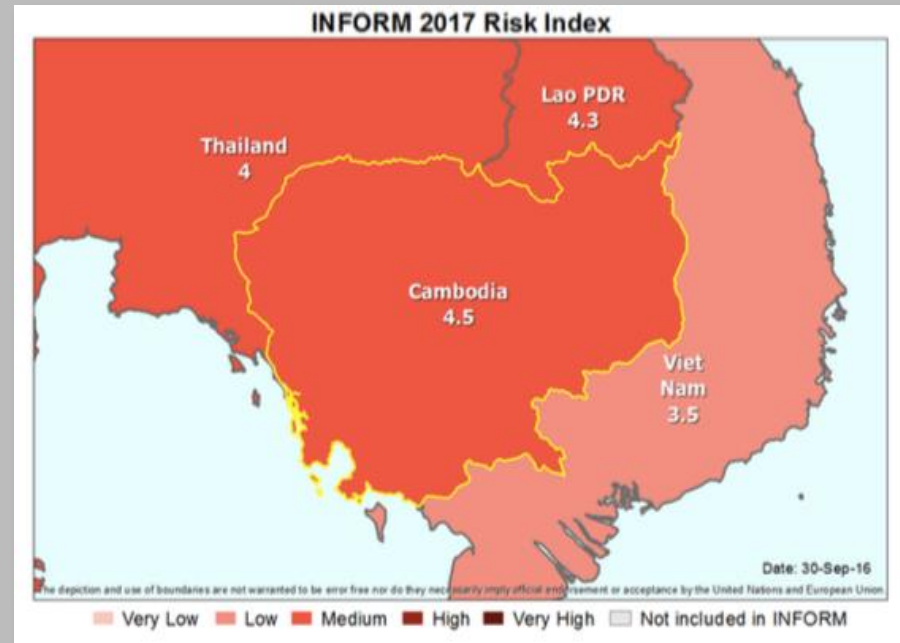 INFORM 2017 Risk Index
Lao PDR
4.3
Thailand
4
Cambodia
4.5
Viet
Nam
3.5
Date: 30-Sep-16
he depiction and use of boundaries are not warranted to be error free nor do they necessarily imply official endorsement or acceptance by the United Nations and European Union.
Very Low Low Medium High Very High Not included in INFORM